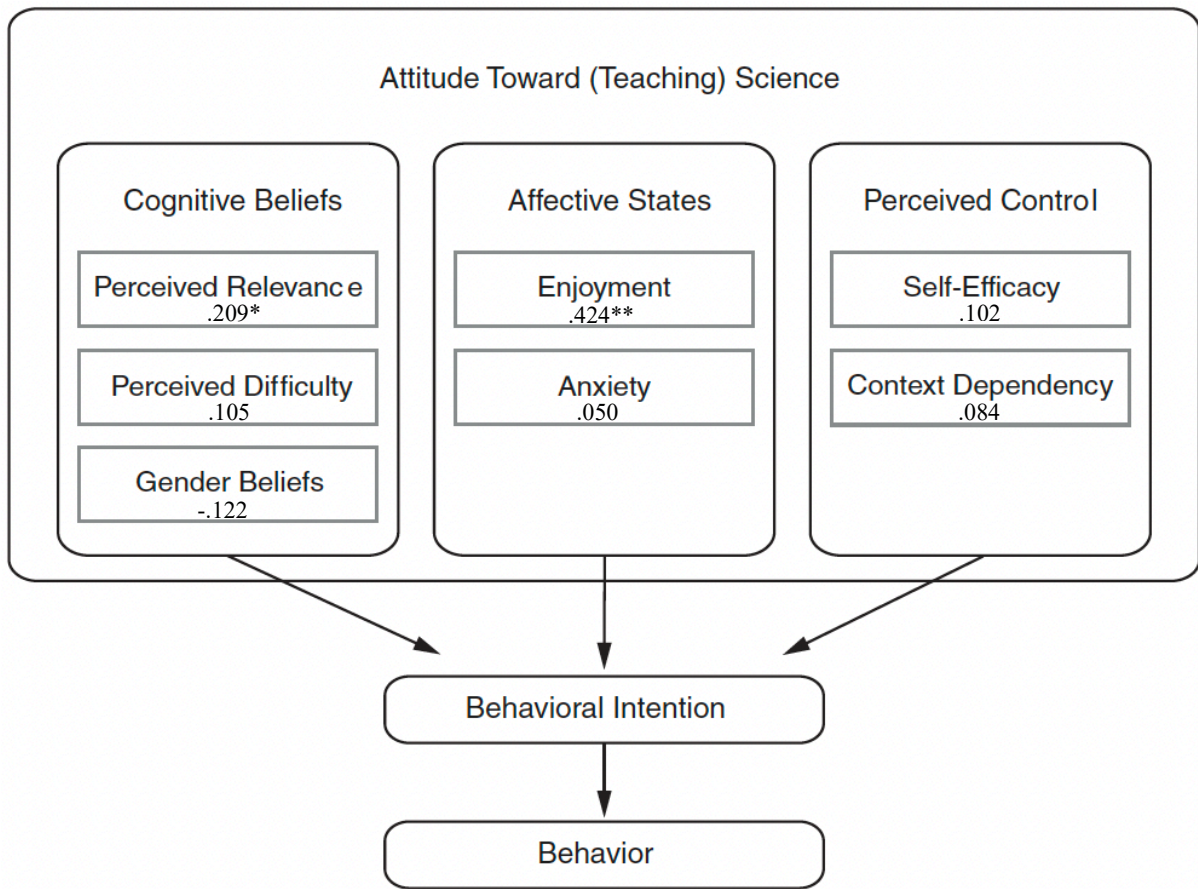 Attitude Toward (Teaching) Science
Cognitive Beliefs
Perceived Relevance
.209*
Perceived Difficulty
.105
Gender Beliefs
-.122
Affective States
Enjoyment
.424**
Anxiety
.050
Perceived Control
Self-Efficacy
.102
Context Dependency
.084
Behavioral Intention
Behavior